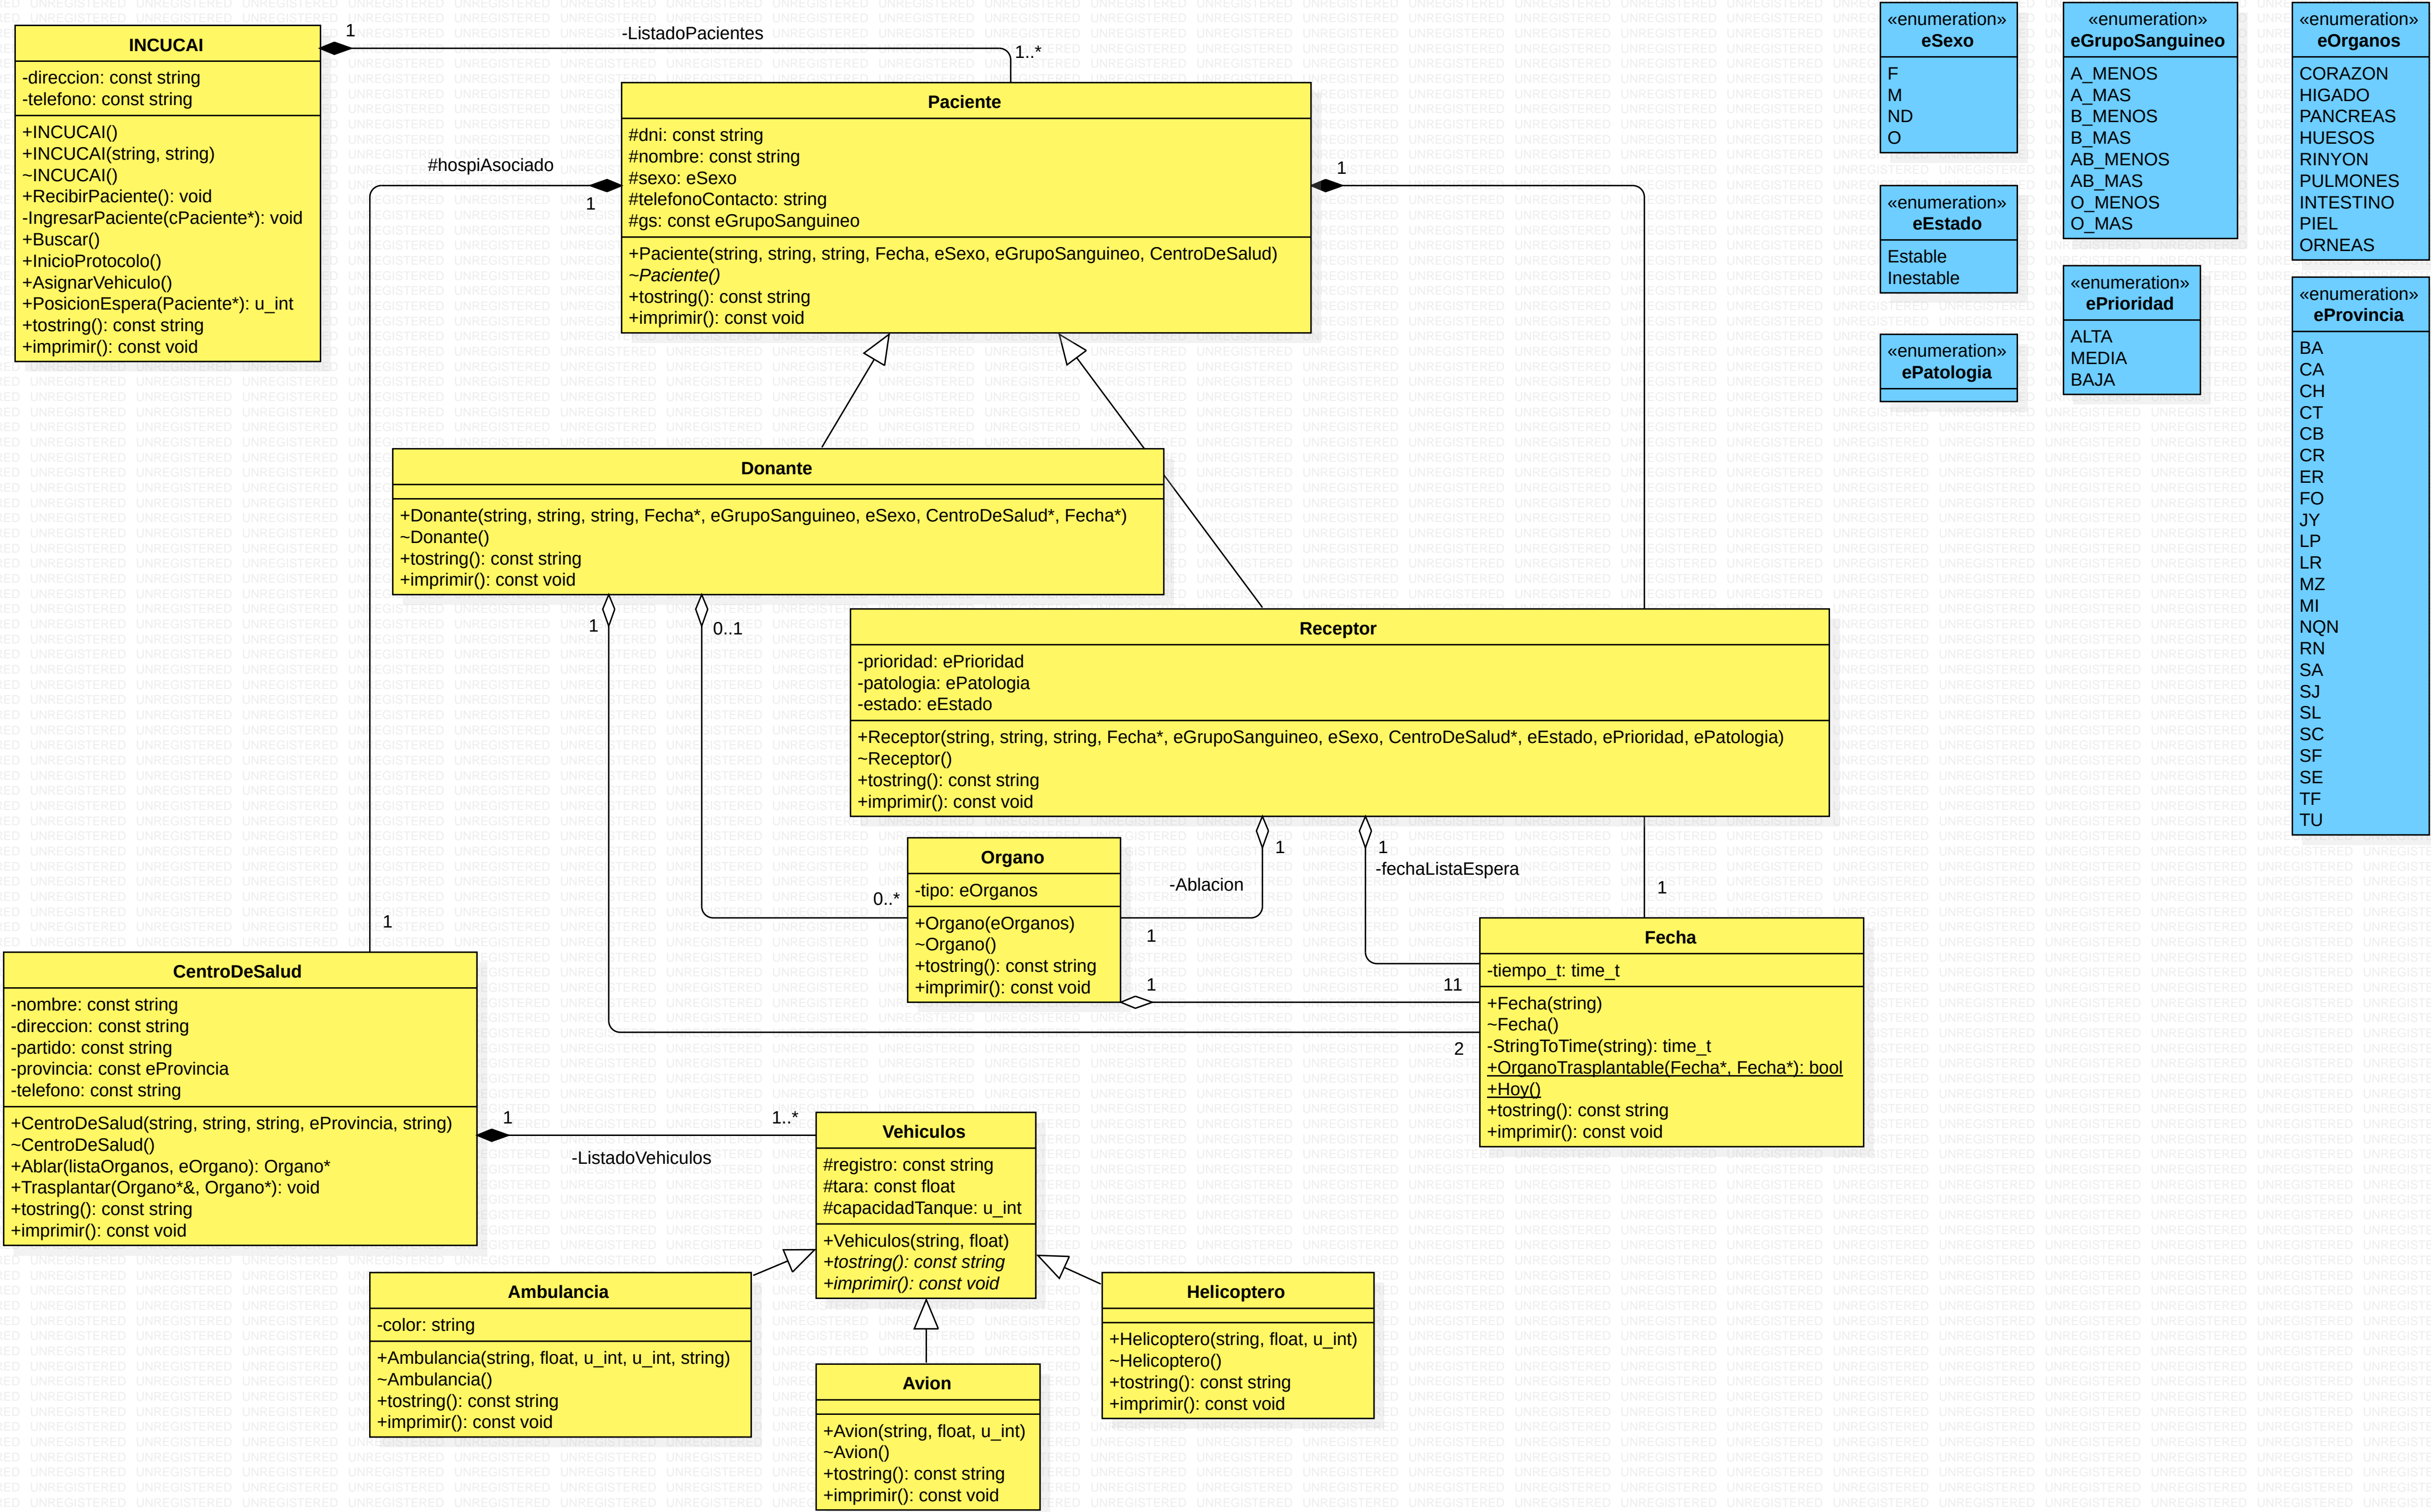 INCUCAI
-direccion: const string
-telefono: const string
+INCUCAI()
+INCUCAI(string, string)
~INCUCAI()
+RecibirPaciente(): void
-IngresarPaciente(cPaciente*): void
+Buscar()
+InicioProtocolo()
+AsignarVehiculo()
+PosicionEspera(Paciente*): u_int
+tostring(): const string
+imprimir(): const void
1
-ListadoPacientes
1..*
Paciente
#dni: const string
#nombre: const string
#sexo: eSexo
#telefonoContacto: string
#gs: const eGrupoSanguineo
+Paciente(string, string, string, Fecha, eSexo, eGrupoSanguineo, CentroDeSalud)
~Paciente()
+tostring(): const string
+imprimir(): const void
#hospiAsociado
1
1
1
1
«enumeration»
eSexo
F
M
ND
O
«enumeration»
eGrupoSanguineo
A_MENOS
A_MAS
B_MENOS
B_MAS
AB_MENOS
AB_MAS
O_MENOS
O_MAS
«enumeration»
eOrganos
CORAZON
HIGADO
PANCREAS
HUESOS
RINYON
PULMONES
INTESTINO
PIEL
ORNEAS
«enumeration»
eEstado
Estable
Inestable
«enumeration»
ePrioridad
ALTA
MEDIA
BAJA
«enumeration»
ePatologia
«enumeration»
eProvincia
BA
CA
CH
CT
CB
CR
ER
FO
JY
LP
LR
MZ
MI
NQN
RN
SA
SJ
SL
SC
SF
SE
TF
TU
Donante
+Donante(string, string, string, Fecha*, eGrupoSanguineo, eSexo, CentroDeSalud*, Fecha*)
~Donante()
+tostring(): const string
+imprimir(): const void
1
0..1
Receptor
-prioridad: ePrioridad
-patologia: ePatologia
-estado: eEstado
+Receptor(string, string, string, Fecha*, eGrupoSanguineo, eSexo, CentroDeSalud*, eEstado, ePrioridad, ePatologia)
~Receptor()
+tostring(): const string
+imprimir(): const void
1
-Ablacion
1
1
-fechaListaEspera
0..*
Organo
-tipo: eOrganos
+Organo(eOrganos)
~Organo()
+tostring(): const string
+imprimir(): const void
1
11
2
Fecha
-tiempo_t: time_t
+Fecha(string)
~Fecha()
-StringToTime(string): time_t
+OrganoTrasplantable(Fecha*, Fecha*): bool
+Hoy()
+tostring(): const string
+imprimir(): const void
CentroDeSalud
-nombre: const string
-direccion: const string
-partido: const string
-provincia: const eProvincia
-telefono: const string
+CentroDeSalud(string, string, string, eProvincia, string)
~CentroDeSalud()
+Ablar(listaOrganos, eOrgano): Organo*
+Trasplantar(Organo*&, Organo*): void
+tostring(): const string
+imprimir(): const void
1
1..*
-ListadoVehiculos
Vehiculos
#registro: const string
#tara: const float
#capacidadTanque: u_int
+Vehiculos(string, float)
+tostring(): const string
+imprimir(): const void
Ambulancia
-color: string
+Ambulancia(string, float, u_int, u_int, string)
~Ambulancia()
+tostring(): const string
+imprimir(): const void
Avion
+Avion(string, float, u_int)
~Avion()
+tostring(): const string
+imprimir(): const void
Helicoptero
+Helicoptero(string, float, u_int)
~Helicoptero()
+tostring(): const string
+imprimir(): const void
UNREGISTERED